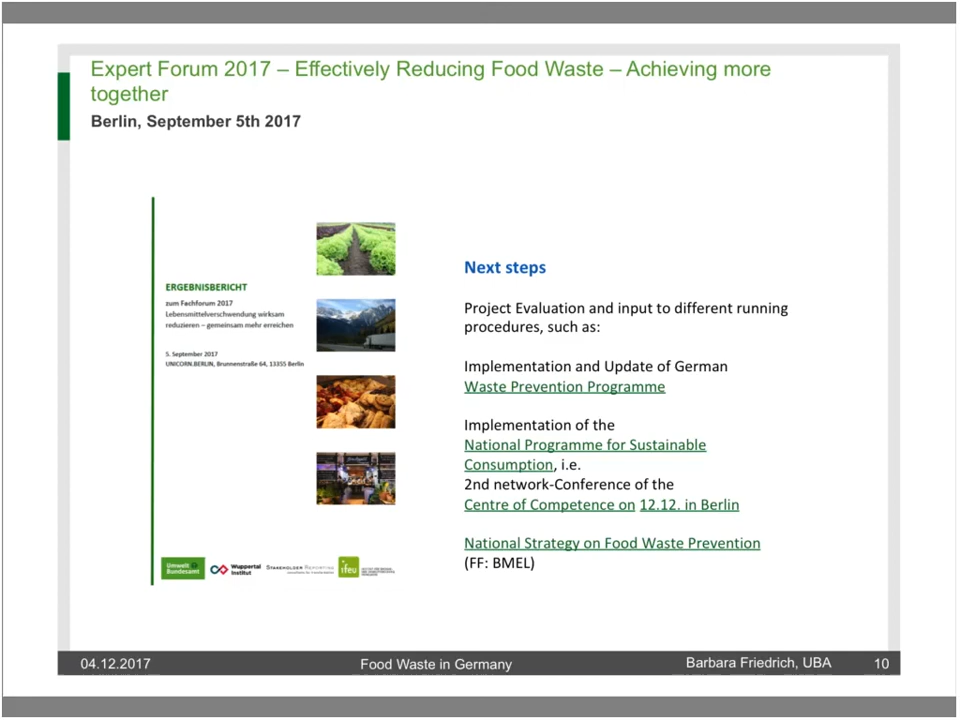 Expert Forum 2017 – Effectively Reducing Food Waste – Achieving more
together
Berlin, September 5th 2017
ERGEBNISBERICHT
zum Fachforum 2017
Lebensmittelverschwendung wirksam
reduzieren – gemeinsam mehr erreichen
5. September 2017
UNICORN.BERLIN, Brunnenstraße 64, 13355 Berlin
Umwelt
Bundesamt
Wuppertal
Institut
STAKEHOLDER REPORTING
ifeu
Next steps
Project Evaluation and input to different running
procedures, such as:
Implementation and Update of German
Waste Prevention Programme
Implementation of the
National Programme for Sustainable
Consumption, i.e.
2nd network-Conference of the
Centre of Competence on 12.12. in Berlin
National Strategy on Food Waste Prevention
(FF: BMEL)
04.12.2017
Food Waste in Germany
Barbara Friedrich, UBA
10